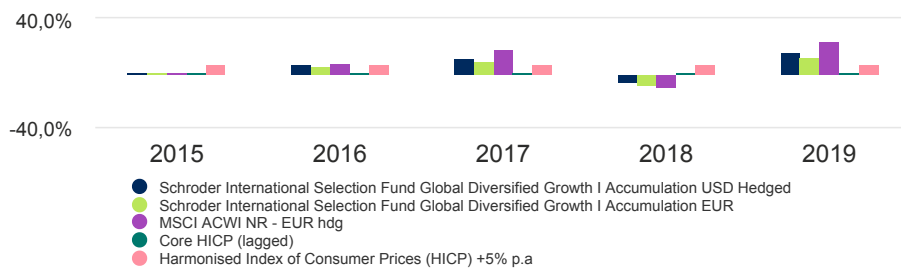 40,0%
-40,0%
2015 2016 2017 2018 2019
Schroder International Selection Fund Global Diversified Growth I Accumulation USD Hedged
Schroder International Selection Fund Global Diversified Growth I Accumulation EUR
MSCI ACWI NR - EUR hdg
Core HICP (lagged)
Harmonised Index of Consumer Prices (HICP) +5% p.a